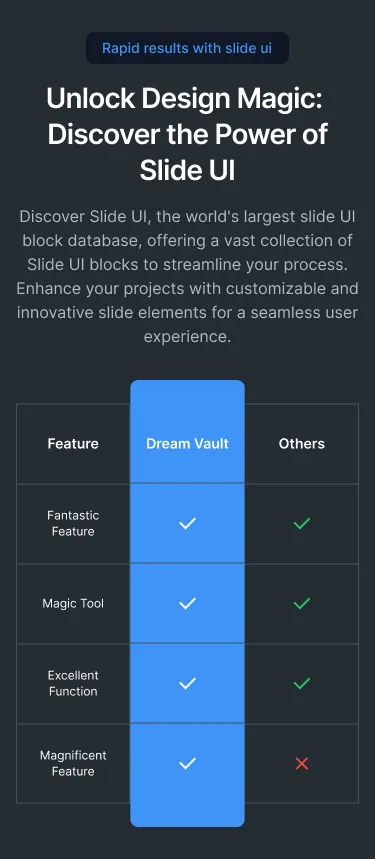 Rapid results with slide ui
Unlock Design Magic:
Discover the Power of
Slide UI
Discover Slide UI, the world's largest slide UI
block database, offering a vast collection of
Slide UI blocks to streamline your process.
Enhance your projects with customizable and
innovative slide elements for a seamless user
experience.
Feature Dream Vault Others
Fantastic
Feature
Magic Tool
Excellent
Function
Magnificent
Feature